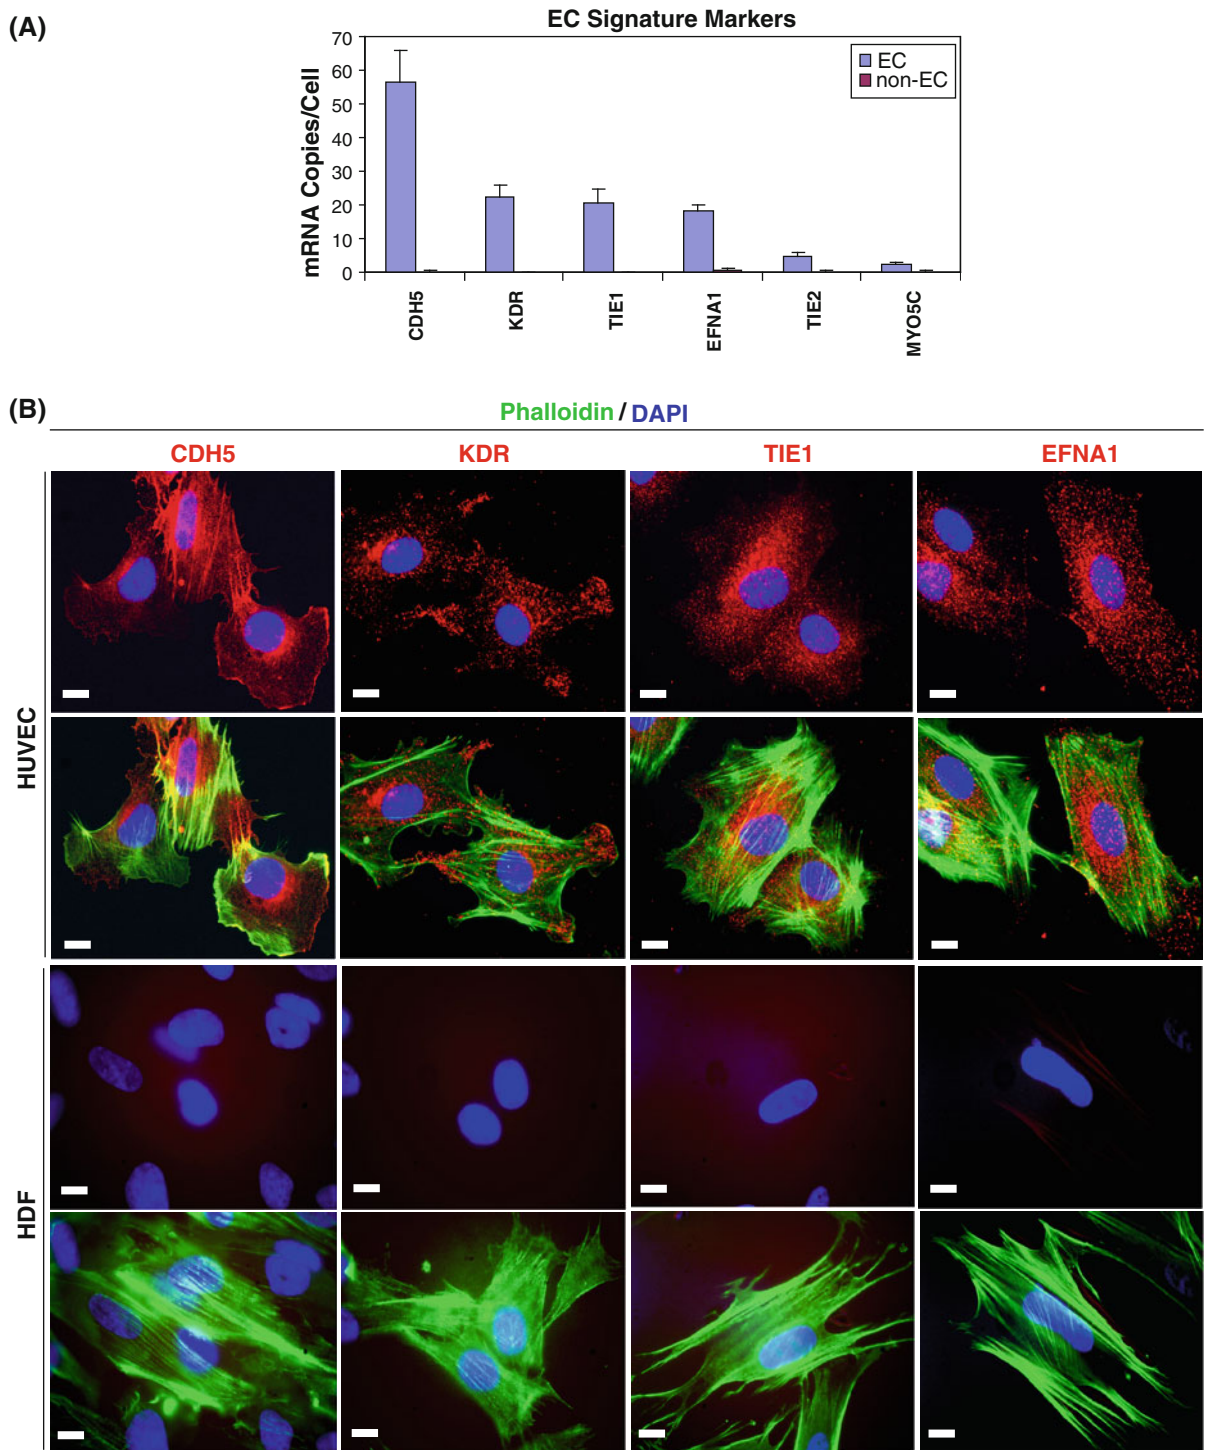 (A)
EC Signature Markers
mRNA Copies/Cell
70
60
50
40
30
20
10
0
EC
non-EC
CDH5
KDR
TIE1
EFNA1
TIE2
MYO5C
(B)
Phalloidin / DAPI
CDH5 KDR TIE1 EFNA1
HUVEC
HDF